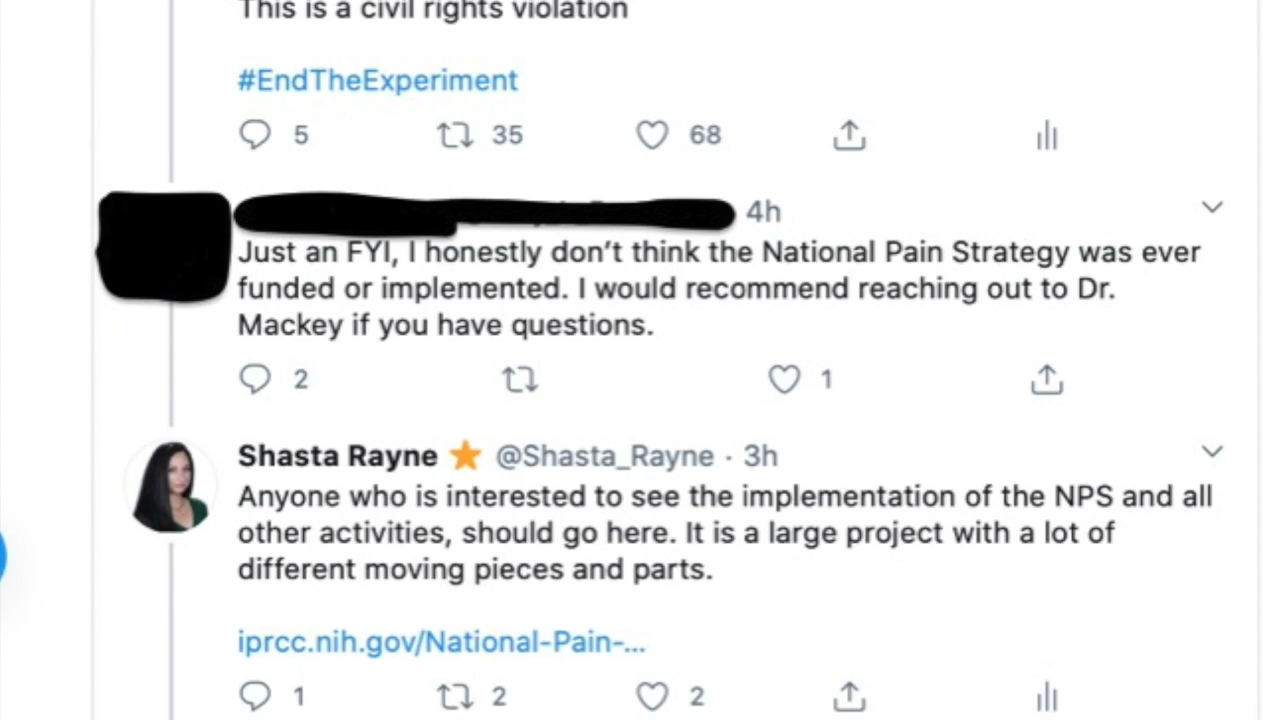 This is a civil rights violation
#EndTheExperiment
5 35 68
4h
Just an FYI, I honestly don’t think the National Pain Strategy was ever
funded or implemented. I would recommend reaching out to Dr.
Mackey if you have questions.
2 1
Shasta Rayne ⭐ @Shasta_Rayne · 3h
Anyone who is interested to see the implementation of the NPS and all
other activities, should go here. It is a large project with a lot of
different moving pieces and parts.
iprcc.nih.gov/National-Pain-...
1 2 2